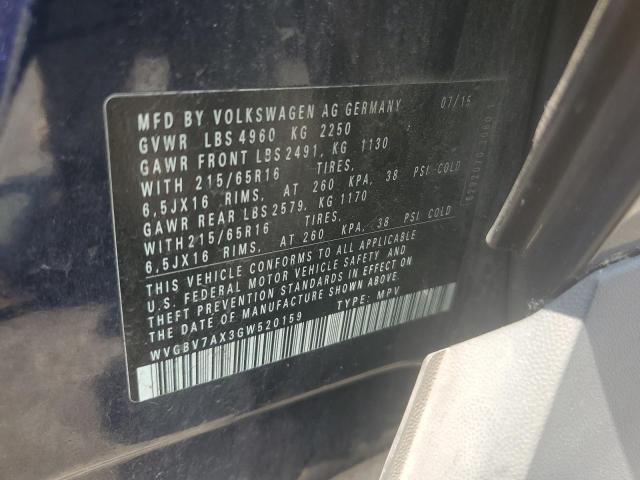 MFD BY VOLKSWAGEN AG GERMANY 07/15
GVWR LBS 4960 KG 2250
GAWR FRONT LBS 2491, KG 1130
WITH 215/65R16 TIRES,
6,5JX16 RIMS, AT 260 KPA, 38 PSI COLD
GAWR REAR LBS 2579, KG 1170
WITH 215/65R16 TIRES,
6,5JX16 RIMS, AT 260 KPA, 38 PSI COLD
THIS VEHICLE CONFORMS TO ALL APPLICABLE
U.S. FEDERAL MOTOR VEHICLE SAFETY AND
THEFT PREVENTION STANDARDS IN EFFECT ON
THE DATE OF MANUFACTURE SHOWN ABOVE.
WVGBV7AX3GW520159 TYPE: MPV